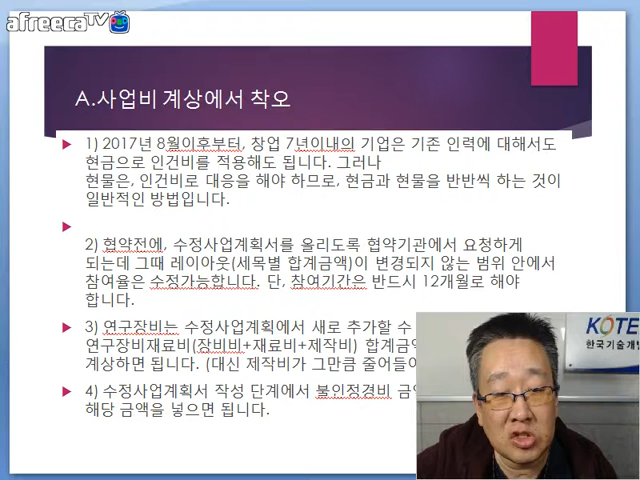 afreecaTV
A.사업비 계상에서 착오
1) 2017년 8월이후부터, 창업 7년이내의 기업은 기존 인력에 대해서도
현금으로 인건비를 적용해도 됩니다. 그러나
현물은, 인건비로 대응을 해야 하므로, 현금과 현물을 반반씩 하는 것이
일반적인 방법입니다.
2) 협약전에, 수정사업계획서를 올리도록 협약기관에서 요청하게
되는데 그때 레이아웃(세목별 합계금액)이 변경되지 않는 범위 안에서
참여율은 수정가능합니다. 단, 참여기간은 반드시 12개월로 해야
합니다.
3) 연구장비는 수정사업계획에서 새로 추가할 수
연구장비재료비(장비비+재료비+제작비) 합계금액
계상하면 됩니다. (대신 제작비가 그만큼 줄어들어
4) 수정사업계획서 작성 단계에서 불인정경비 금
해당 금액을 넣으면 됩니다.
KOTE
한국기술개발